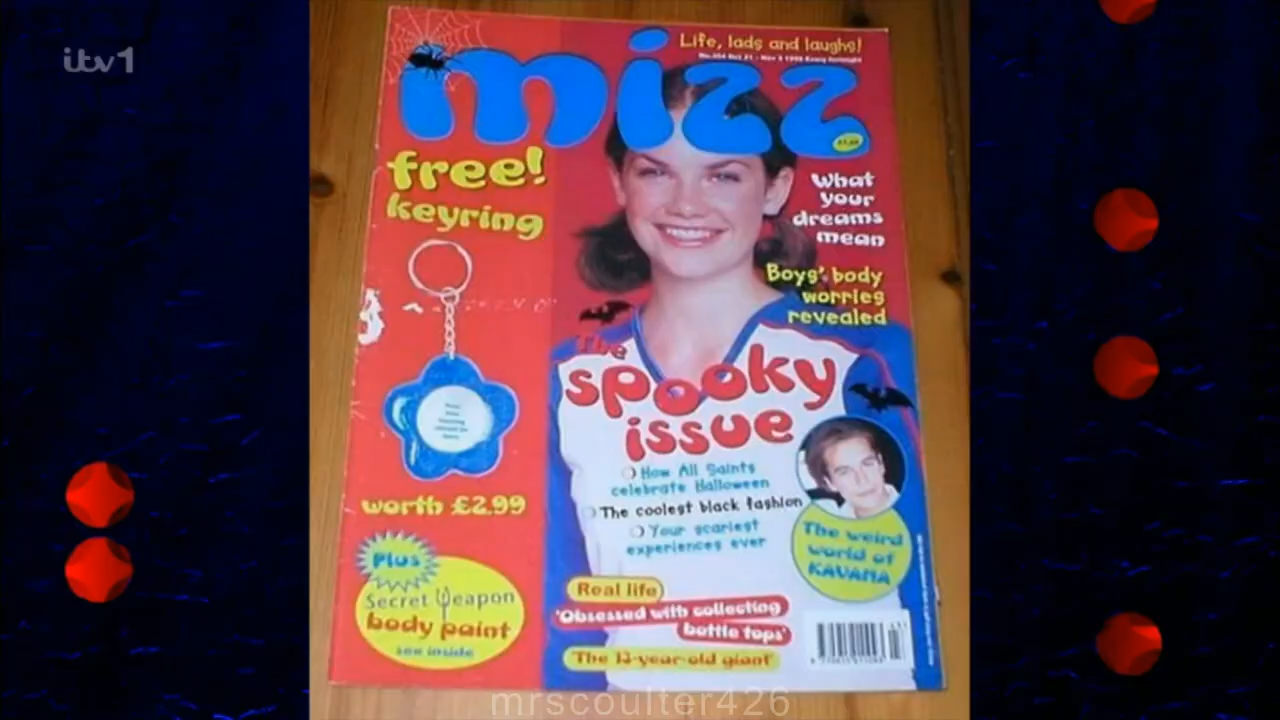 itv1
Life, lads and laughs!
mizz
free!
keyring
What
your
dreams
mean
Boys' body
worries
revealed
The
spooky
issue
How All Saints
celebrate Halloween
The coolest black fashion
Your scariest
experiences ever
worth £2.99
Plus
Secret Weapon
body paint
see inside
The weird
world of
KAVANA
Real life
'Obsessed with collecting
bottle tops'
'The 13-year-old giant'
mrscoulter426